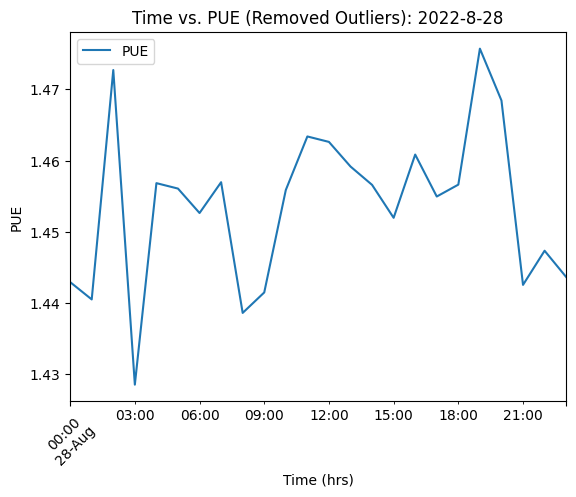 Time vs. PUE (Removed Outliers): 2022-8-28
PUE
1.47
1.46
1.45
1.44
1.43
PUE
00:00
28-Aug
03:00
06:00
09:00
12:00
15:00
18:00
21:00
Time (hrs)